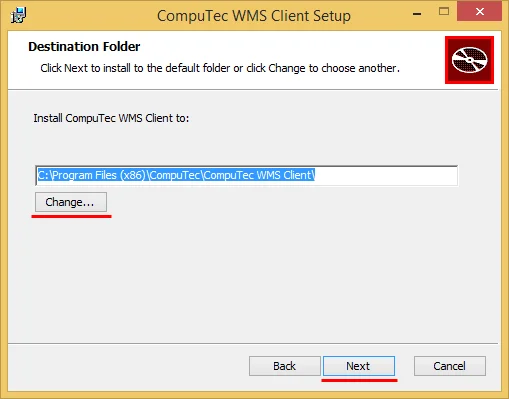 CompuTec WMS Client Setup
Destination Folder
Click Next to install to the default folder or click Change to choose another.
Install CompuTec WMS Client to:
C:\Program Files (x86)\CompuTec\CompuTec WMS Client\
Change...
Back Next Cancel